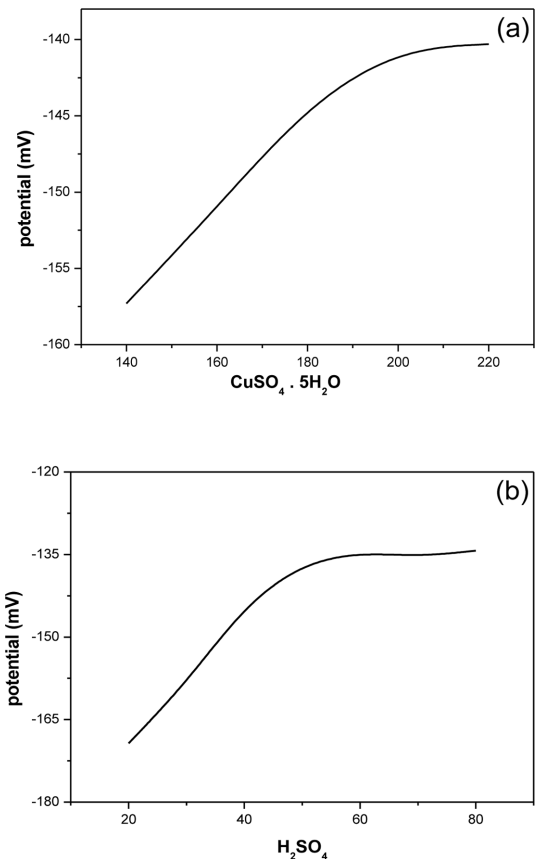 (a)
-140
-145
-150
-155
-160
potential (mV)
140 160 180 200 220
CuSO₄ . 5H₂O
(b)
-120
-135
-150
-165
-180
potential (mV)
20 40 60 80
H₂SO₄